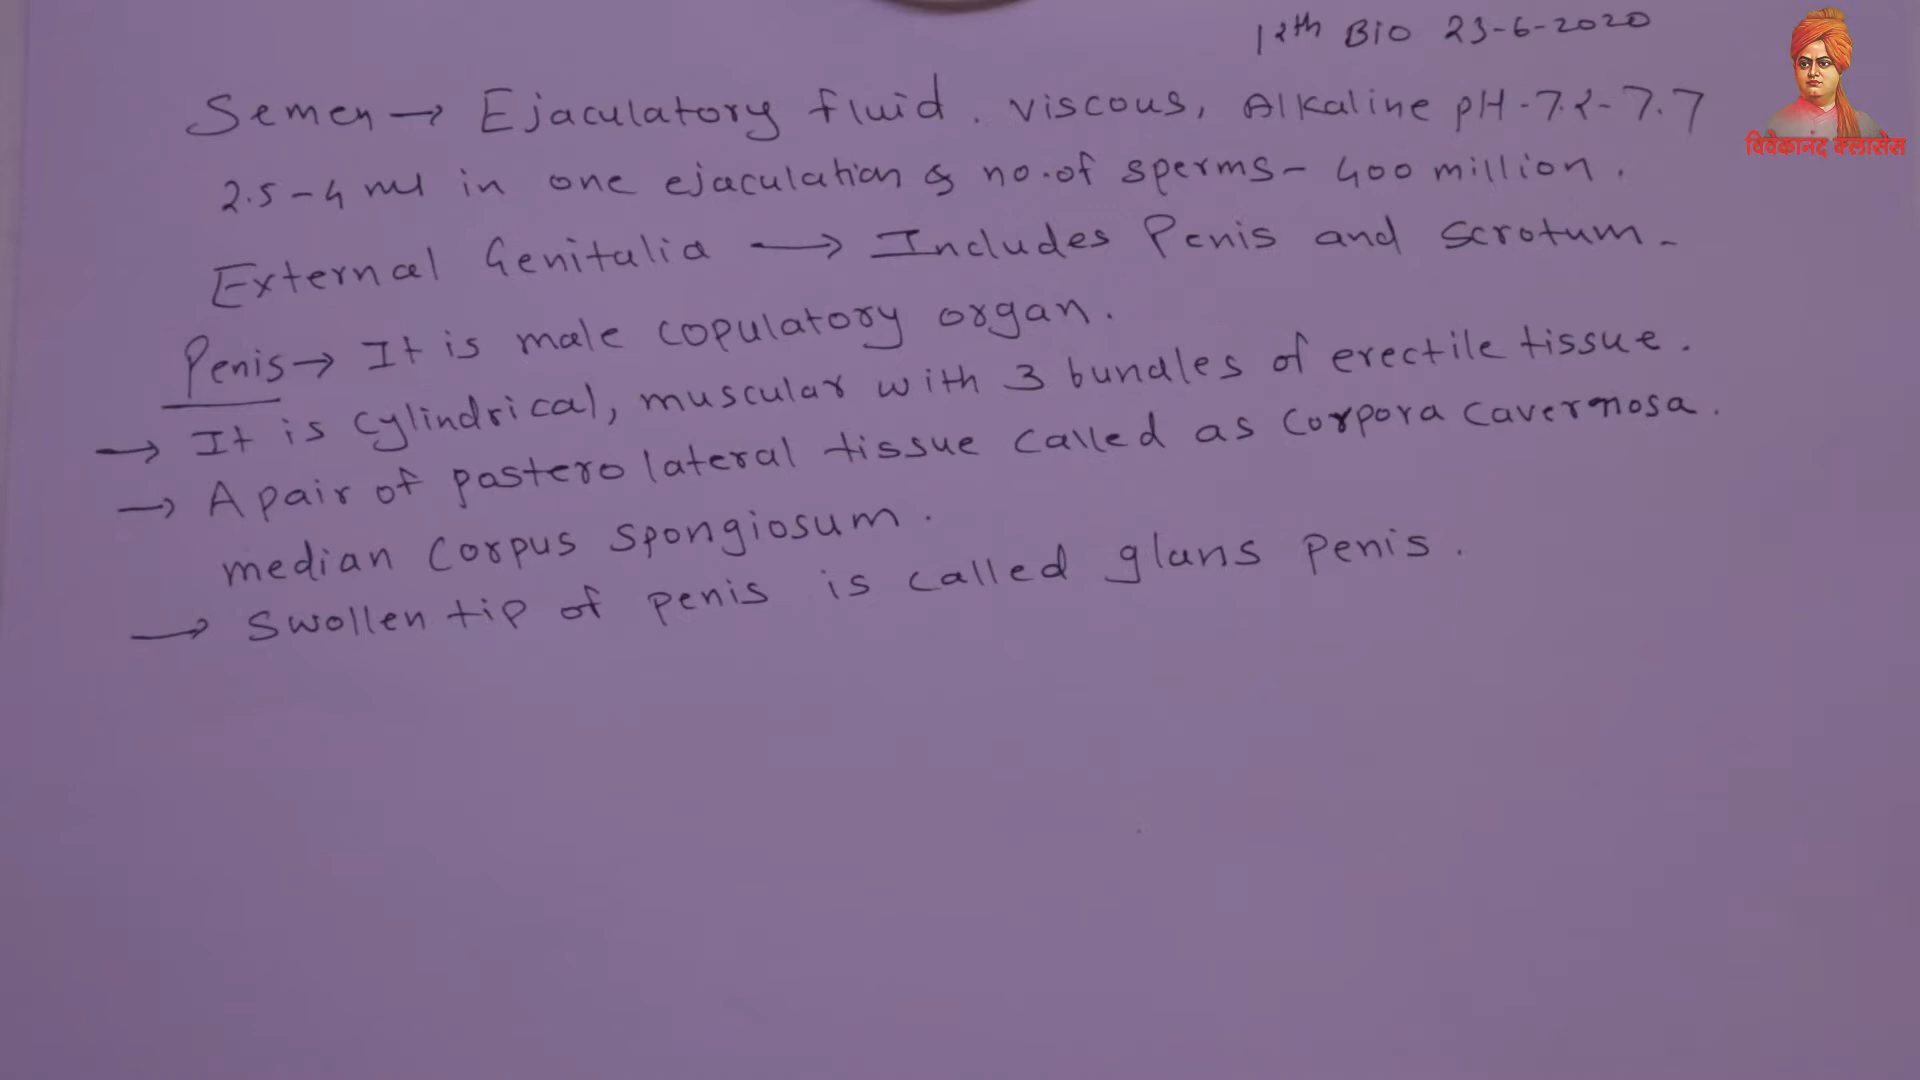 12th Bio 23-6-2020
विवेकानंद क्लासेस
Semen → Ejaculatory fluid. viscous, Alkaline pH-7.2-7.7
2.5-4 ml in one ejaculation & no.of sperms- 400 million.
External Genitalia → Includes Penis and scrotum-
Penis → It is male copulatory organ.
→ It is cylindrical, muscular with 3 bundles of erectile tissue.
→ A pair of postero lateral tissue called as corpora cavernosa.
median corpus spongiosum.
→ Swollen tip of penis is called glans penis.